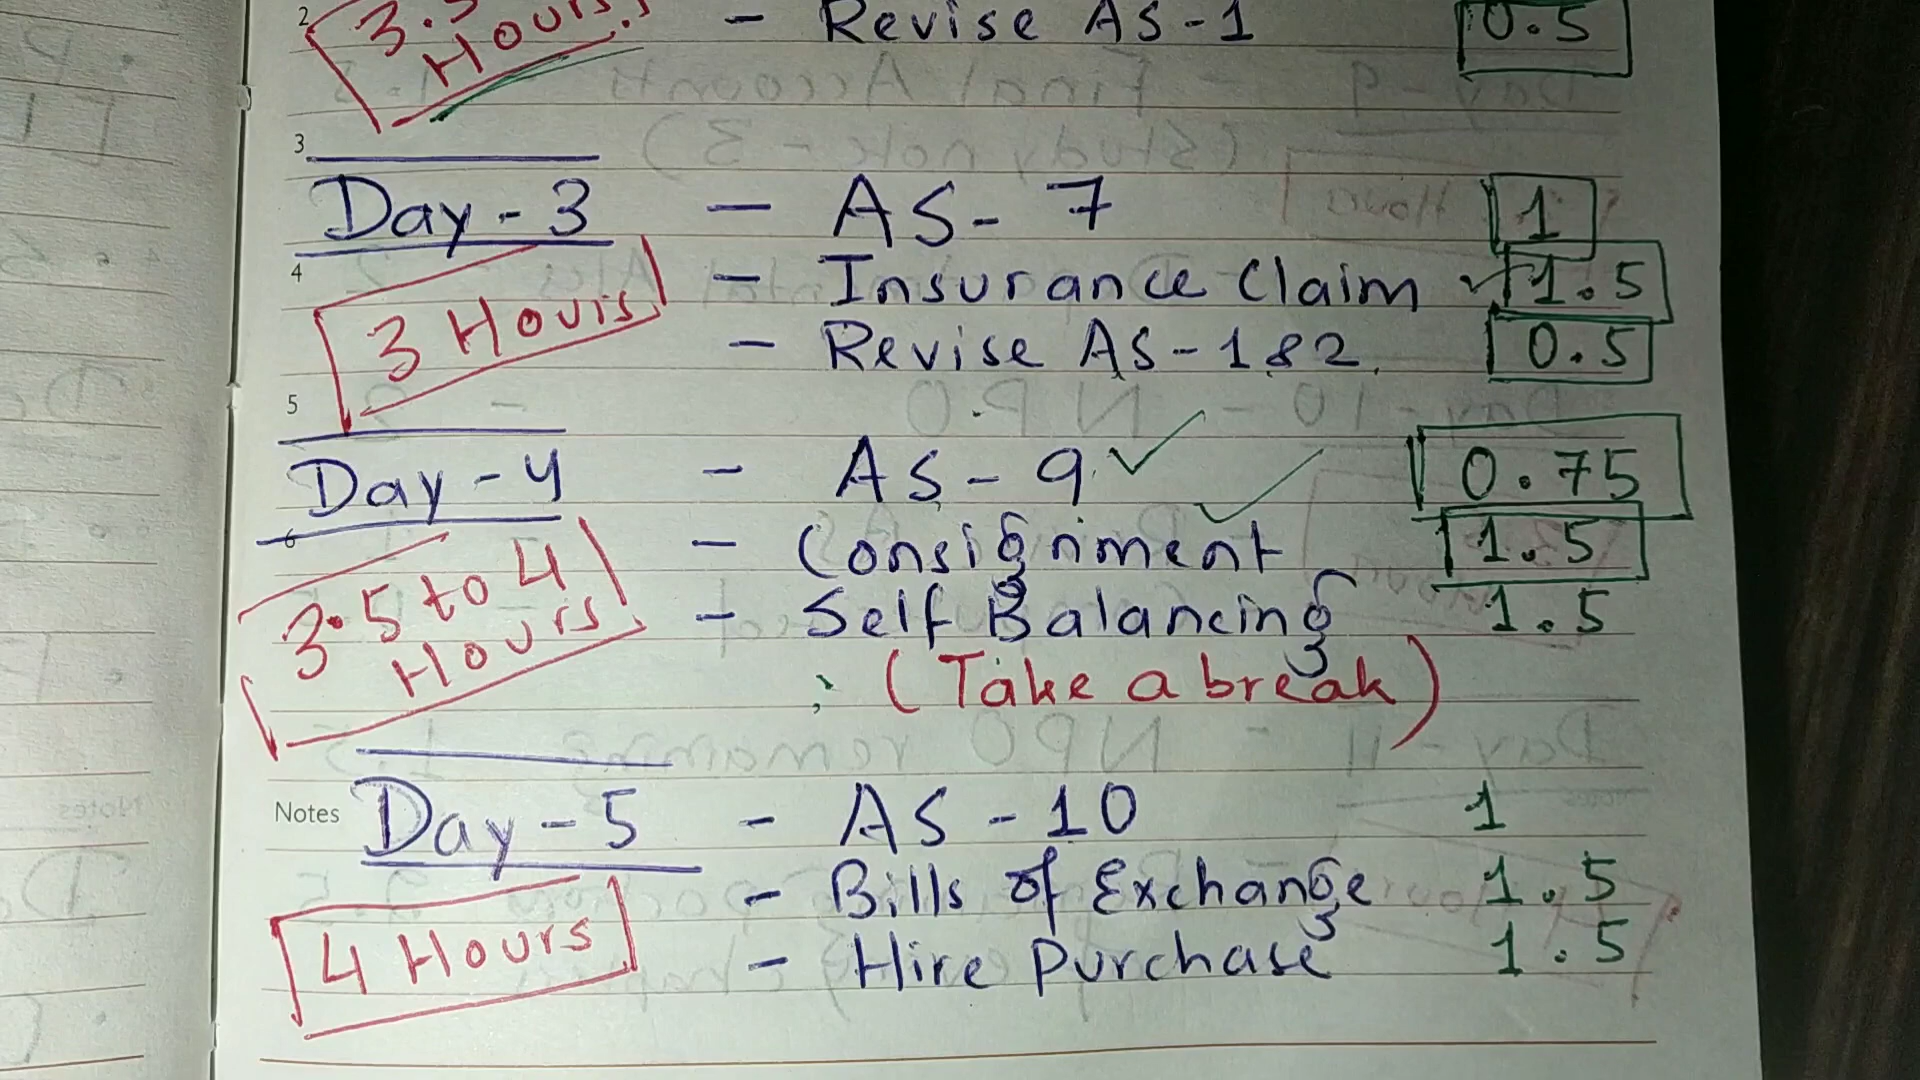 2
3.5 Hours. - Revise AS-1 0.5
3
Day-3 - AS-7 1
4
3 Hours - Insurance Claim 1.5
- Revise AS-1&2. 0.5
5
Day-4 - AS-9 0.75
6
- Consignment 1.5
3.5 to 4 Hours - Self Balancing 1.5
: (Take a break)
Notes
Day-5 - AS-10 1
- Bills of Exchange 1.5
4 Hours - Hire Purchase 1.5